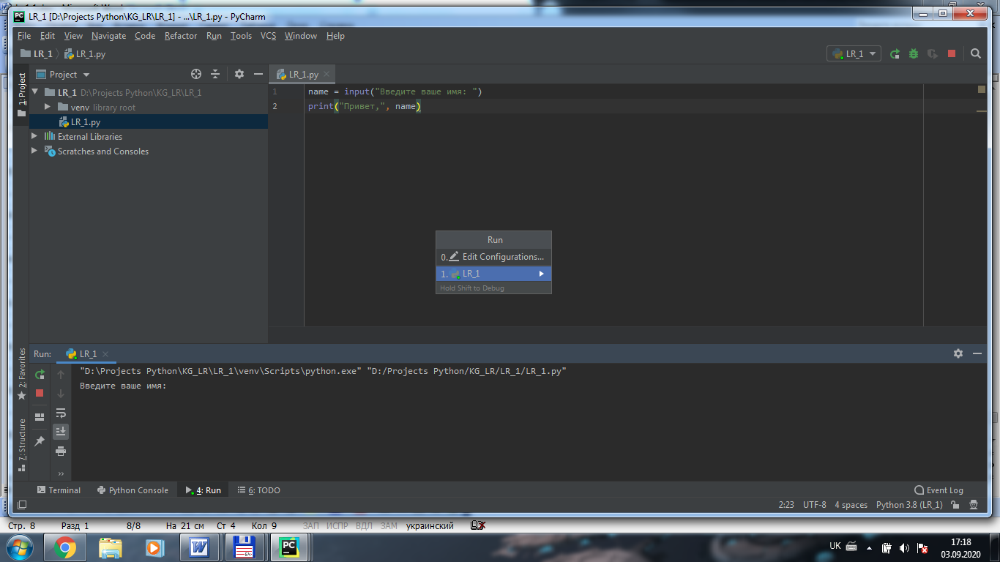 LR_1 [D:\Projects Python\KG_LR\LR_1] - ...\LR_1.py - PyCharm
File Edit View Navigate Code Refactor Run Tools VCS Window Help
LR_1 LR_1.py
LR_1
1: Project
Project
LR_1.py
LR_1 D:\Projects Python\KG_LR\LR_1
venv library root
LR_1.py
External Libraries
Scratches and Consoles
1 name = input("Введите ваше имя: ")
2 print("Привет,", name)
Run
0. Edit Configurations...
1. LR_1
Hold Shift to Debug
Run: LR_1
2: Favorites
7: Structure
"D:\Projects Python\KG_LR\LR_1\venv\Scripts\python.exe" "D:/Projects Python/KG_LR/LR_1/LR_1.py"
Введите ваше имя:
Terminal Python Console 4: Run 6: TODO Event Log
2:23 UTF-8 4 spaces Python 3.8 (LR_1)
Стр. 8 Разд 1 8/8 На 21 см Ст 4 Кол 9 ЗАП ИСПР ВДЛ ЗАМ украинский
UK
17:18
03.09.2020